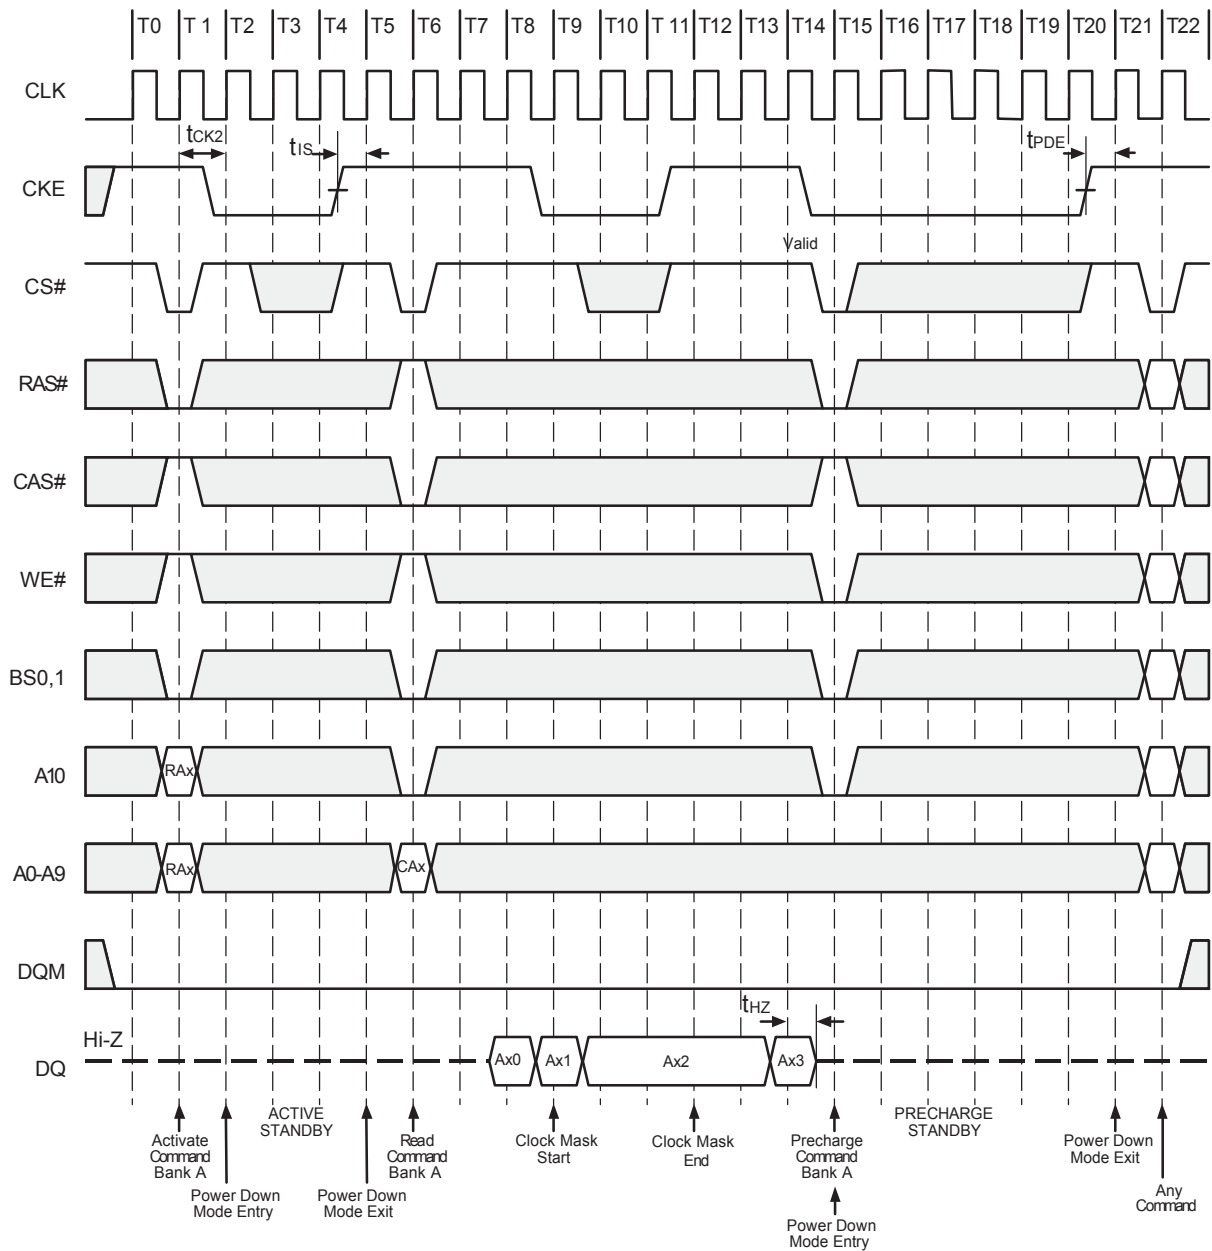 T0 T 1 T2 T3 T4 T5 T6 T7 T8 T9 T10 T 11 T12 T13 T14 T15 T16 T17 T18 T19 T20 T21 T22
CLK
tCK2
tIS
tPDE
CKE
Valid
CS#
RAS#
CAS#
WE#
BS0,1
A10
RAx
A0-A9
RAx
CAx
DQM
tHZ
Hi-Z
DQ
Ax0
Ax1
Ax2
Ax3
Activate
Command
Bank A
Power Down
Mode Entry
ACTIVE
STANDBY
Power Down
Mode Exit
Read
Command
Bank A
Clock Mask
Start
Clock Mask
End
Precharge
Command
Bank A
Power Down
Mode Entry
PRECHARGE
STANDBY
Power Down
Mode Exit
Any
Command